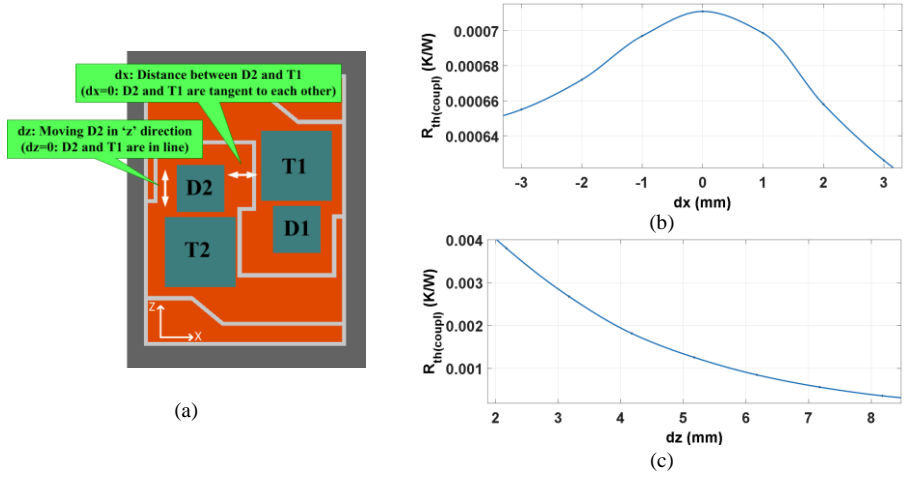 dx: Distance between D2 and T1
(dx=0: D2 and T1 are tangent to each other)
dz: Moving D2 in ‘z’ direction
(dz=0: D2 and T1 are in line)
T1
D2
D1
T2
Z
X
(a)
R_th(coupl) (K/W)
0.0007
0.00068
0.00066
0.00064
-3 -2 -1 0 1 2 3
dx (mm)
(b)
R_th(coupl) (K/W)
0.004
0.003
0.002
0.001
2 3 4 5 6 7 8
dz (mm)
(c)